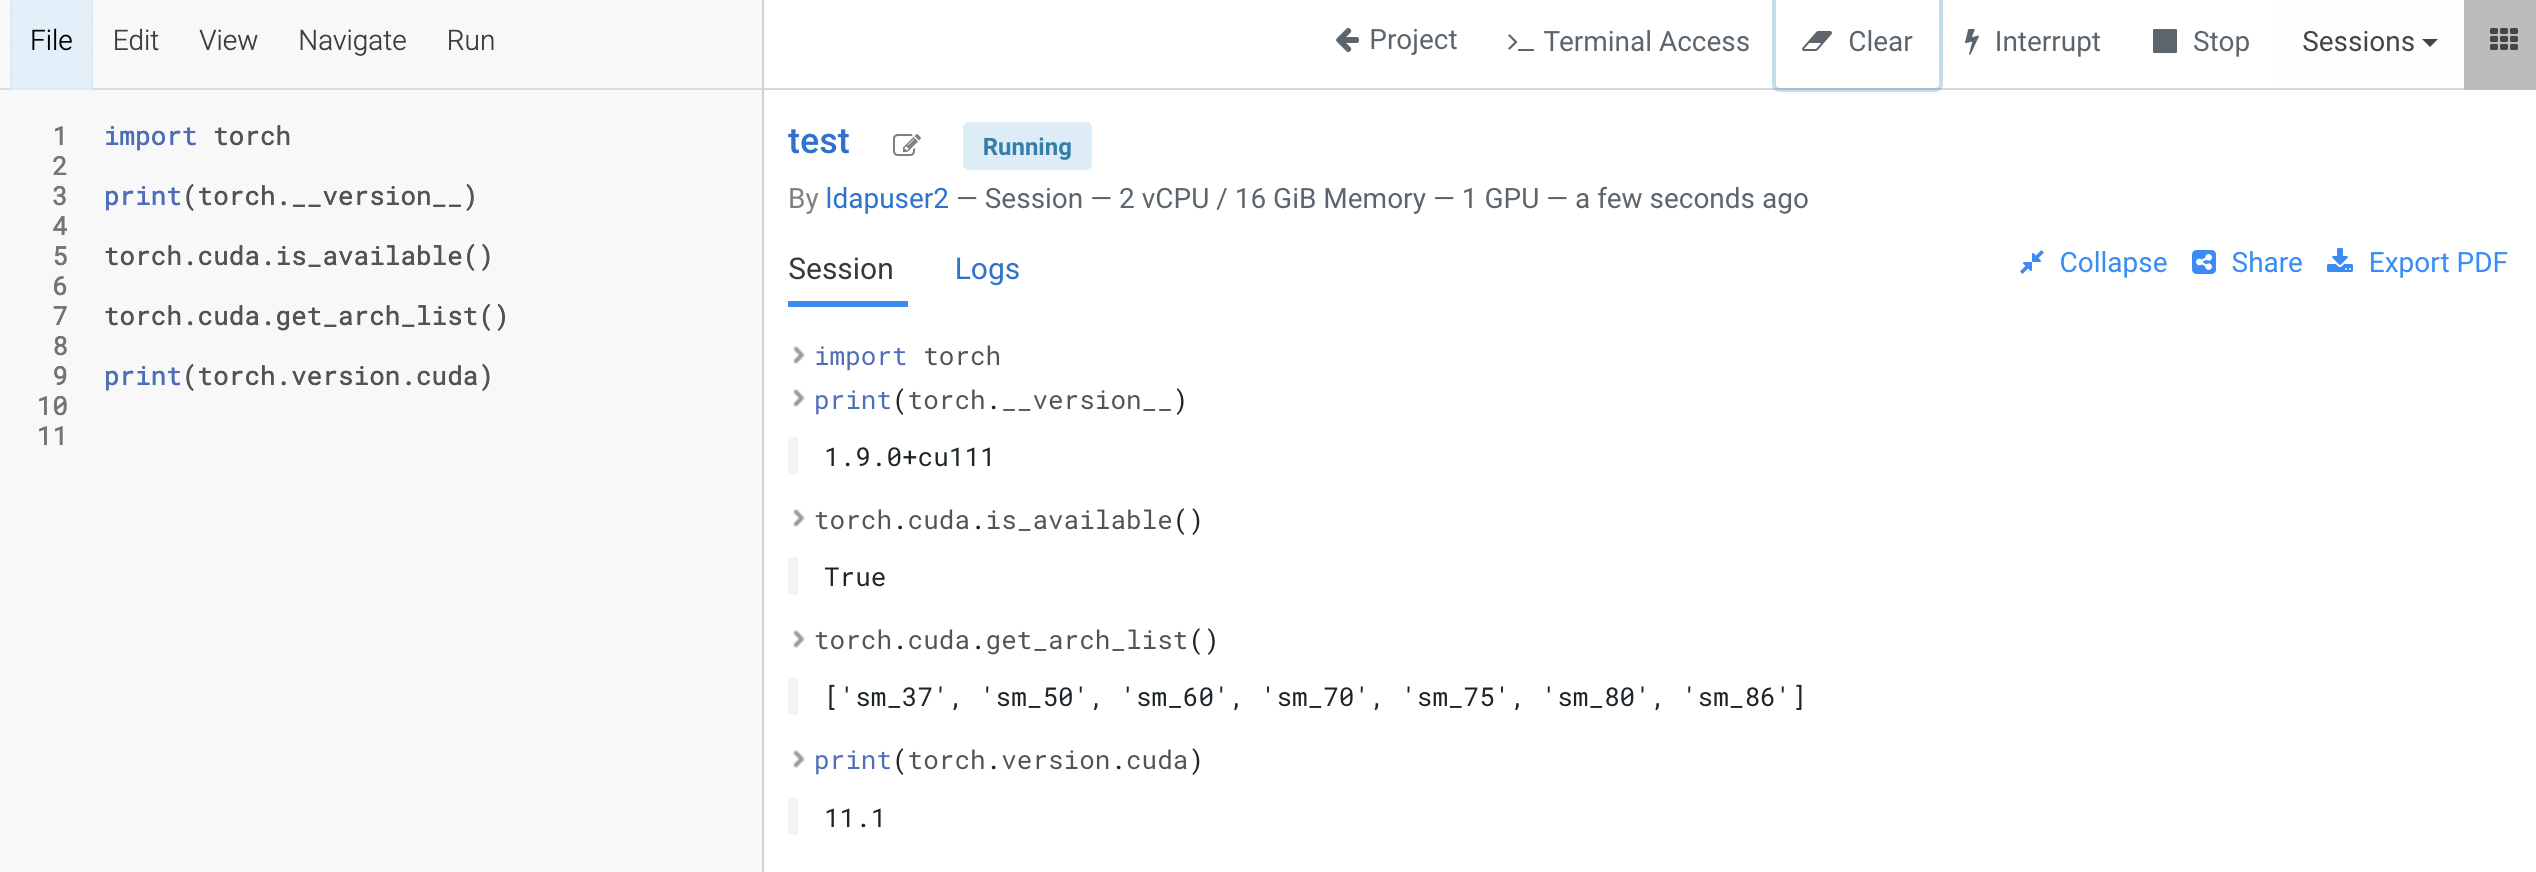 File Edit View Navigate Run
Project Terminal Access Clear Interrupt Stop Sessions
1 import torch
2
3 print(torch.__version__)
4
5 torch.cuda.is_available()
6
7 torch.cuda.get_arch_list()
8
9 print(torch.version.cuda)
10
11
test Running
By ldapuser2 — Session — 2 vCPU / 16 GiB Memory — 1 GPU — a few seconds ago
Session Logs Collapse Share Export PDF
import torch
print(torch.__version__)
1.9.0+cu111
torch.cuda.is_available()
True
torch.cuda.get_arch_list()
['sm_37', 'sm_50', 'sm_60', 'sm_70', 'sm_75', 'sm_80', 'sm_86']
print(torch.version.cuda)
11.1